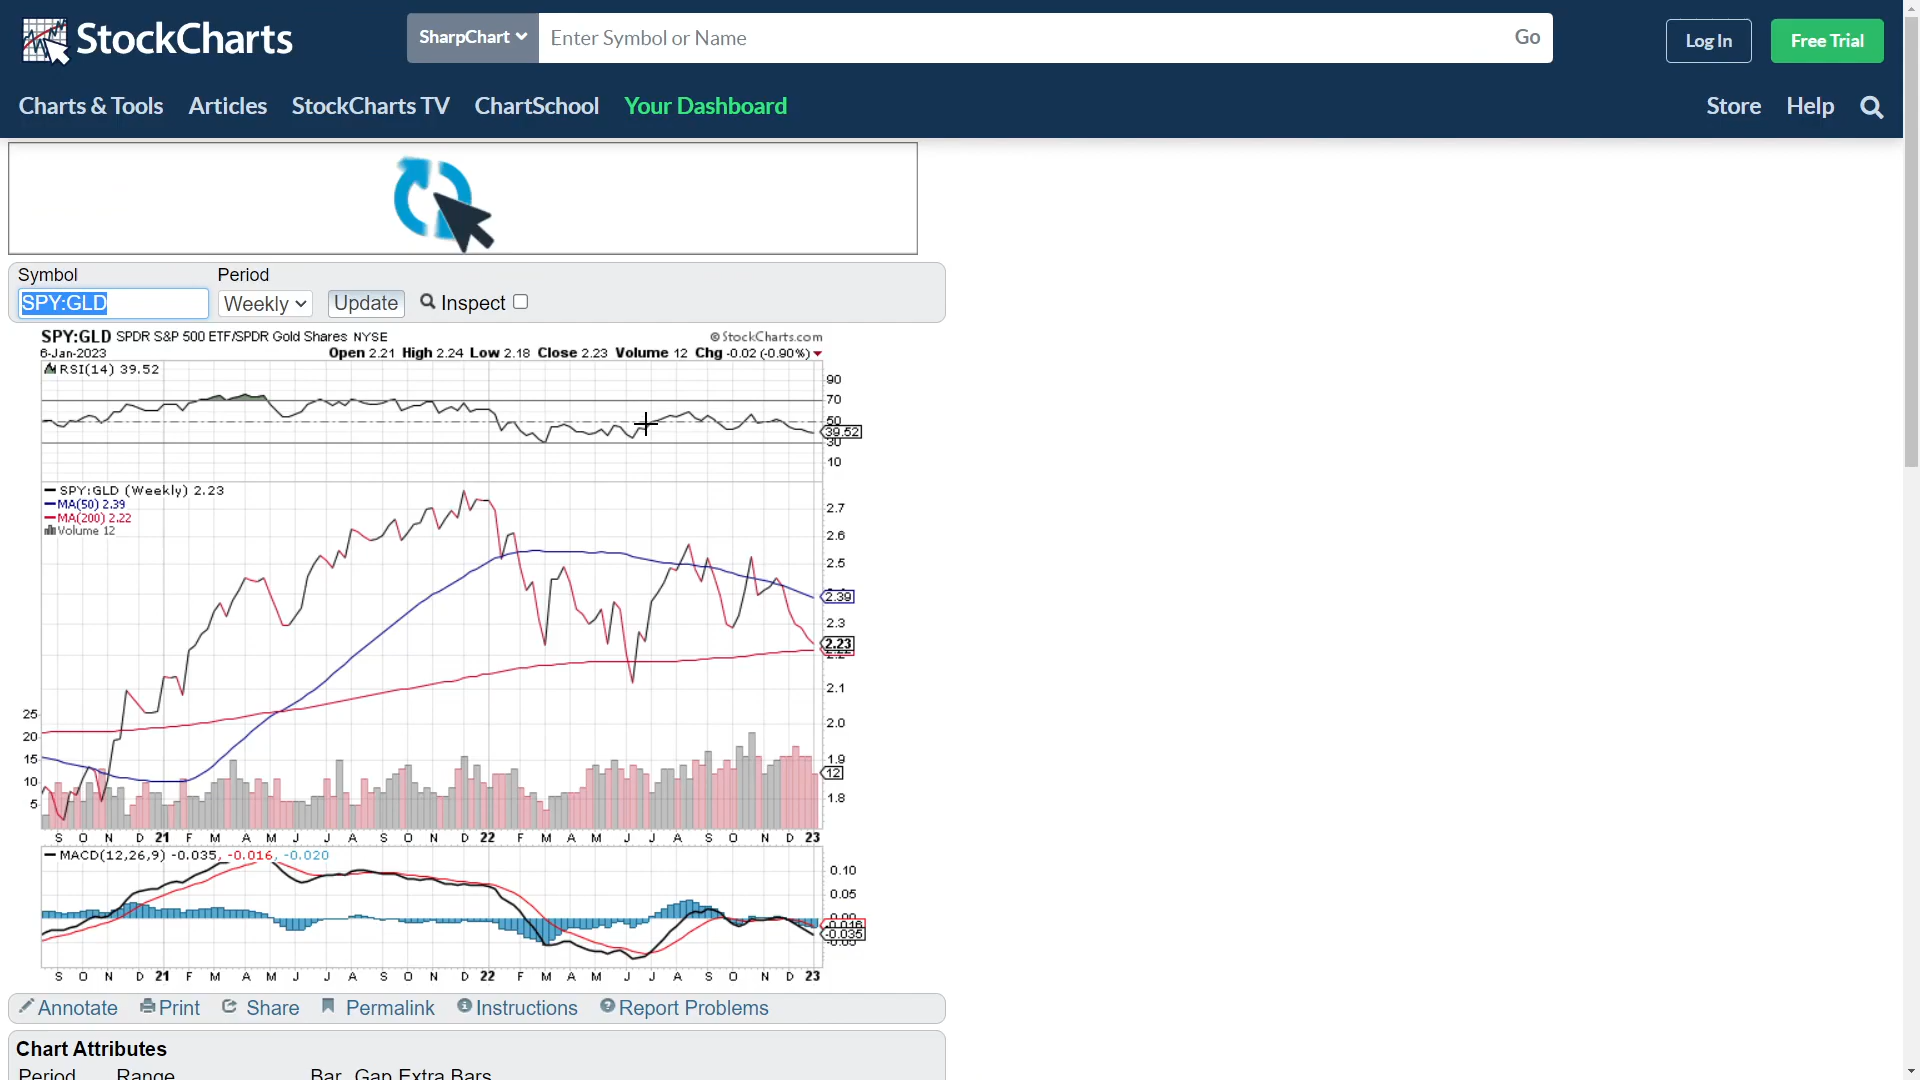 StockCharts
SharpChart Enter Symbol or Name Go
Log In Free Trial
Charts & Tools Articles StockCharts TV ChartSchool Your Dashboard Store Help
Symbol Period
SPY:GLD Weekly Update Inspect
SPY:GLD SPDR S&P 500 ETF/SPDR Gold Shares NYSE © StockCharts.com
6-Jan-2023 Open 2.21 High 2.24 Low 2.18 Close 2.23 Volume 12 Chg -0.02 (-0.90%)
RSI(14) 39.52
90
70
50
39.52
30
10
SPY:GLD (Weekly) 2.23
MA(50) 2.39
MA(200) 2.22
Volume 12
2.7
2.6
2.5
2.39
2.3
2.23
2.1
2.0
1.9
12
1.8
25
20
15
10
5
S O N D 21 F M A M J J A S O N D 22 F M A M J J A S O N D 23
MACD(12,26,9) -0.035, -0.016, -0.020
0.10
0.05
-0.016
-0.035
S O N D 21 F M A M J J A S O N D 22 F M A M J J A S O N D 23
Annotate Print Share Permalink Instructions Report Problems
Chart Attributes
Period Range Bar Gap Extra Bars